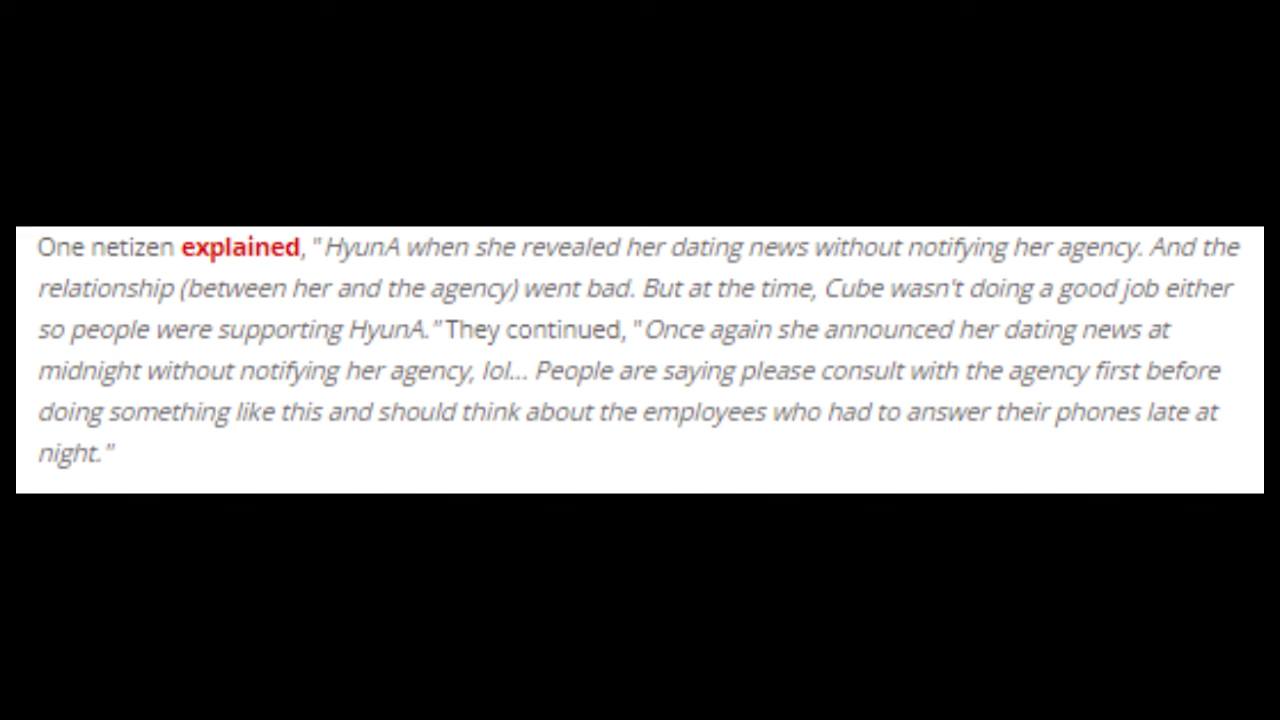 One netizen explained, "HyunA when she revealed her dating news without notifying her agency. And the
relationship (between her and the agency) went bad. But at the time, Cube wasn't doing a good job either
so people were supporting HyunA." They continued, "Once again she announced her dating news at
midnight without notifying her agency, lol... People are saying please consult with the agency first before
doing something like this and should think about the employees who had to answer their phones late at
night."